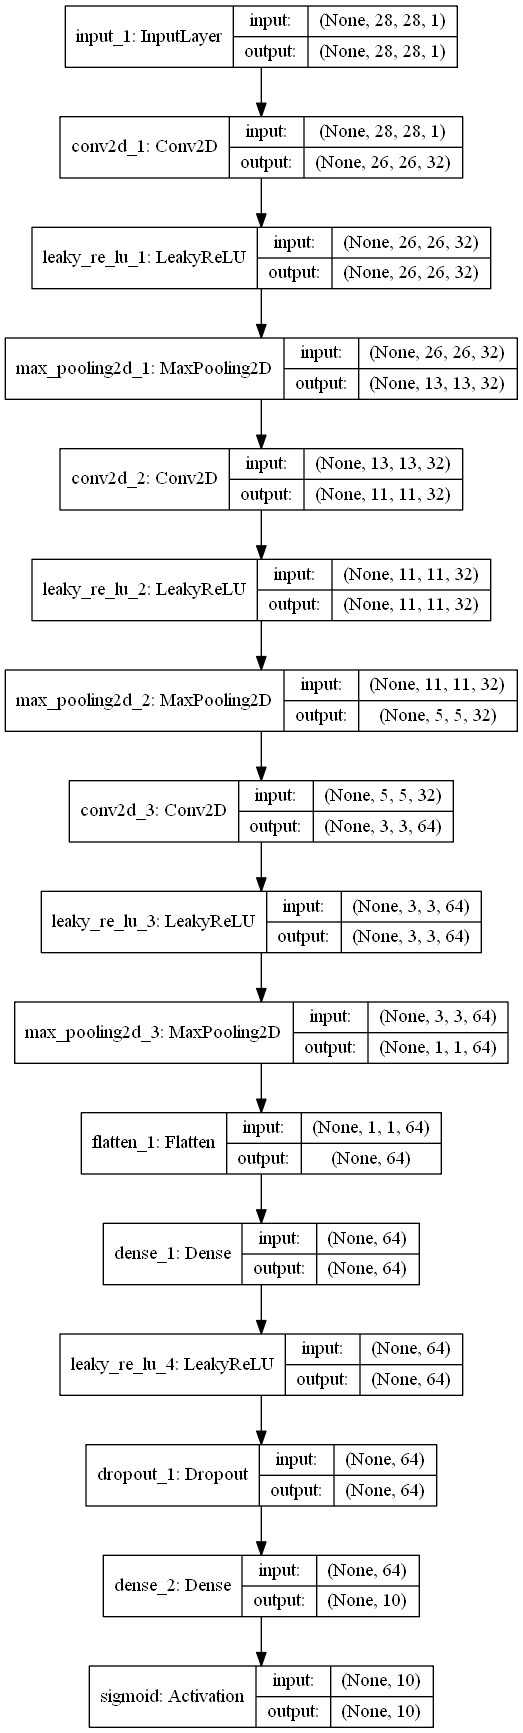 input_1: InputLayer
input:
(None, 28, 28, 1)
output:
(None, 28, 28, 1)
conv2d_1: Conv2D
input:
(None, 28, 28, 1)
output:
(None, 26, 26, 32)
leaky_re_lu_1: LeakyReLU
input:
(None, 26, 26, 32)
output:
(None, 26, 26, 32)
max_pooling2d_1: MaxPooling2D
input:
(None, 26, 26, 32)
output:
(None, 13, 13, 32)
conv2d_2: Conv2D
input:
(None, 13, 13, 32)
output:
(None, 11, 11, 32)
leaky_re_lu_2: LeakyReLU
input:
(None, 11, 11, 32)
output:
(None, 11, 11, 32)
max_pooling2d_2: MaxPooling2D
input:
(None, 11, 11, 32)
output:
(None, 5, 5, 32)
conv2d_3: Conv2D
input:
(None, 5, 5, 32)
output:
(None, 3, 3, 64)
leaky_re_lu_3: LeakyReLU
input:
(None, 3, 3, 64)
output:
(None, 3, 3, 64)
max_pooling2d_3: MaxPooling2D
input:
(None, 3, 3, 64)
output:
(None, 1, 1, 64)
flatten_1: Flatten
input:
(None, 1, 1, 64)
output:
(None, 64)
dense_1: Dense
input:
(None, 64)
output:
(None, 64)
leaky_re_lu_4: LeakyReLU
input:
(None, 64)
output:
(None, 64)
dropout_1: Dropout
input:
(None, 64)
output:
(None, 64)
dense_2: Dense
input:
(None, 64)
output:
(None, 10)
sigmoid: Activation
input:
(None, 10)
output:
(None, 10)